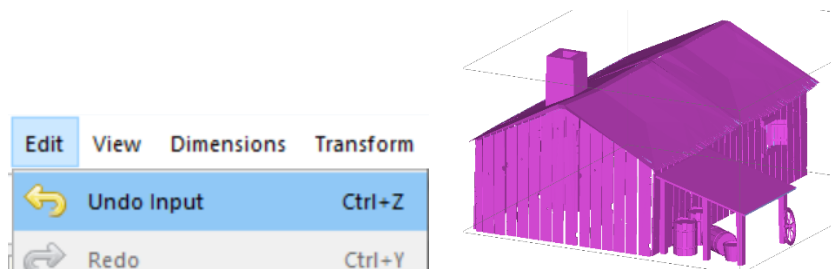 Edit View Dimensions Transform
Undo Input Ctrl+Z
Redo Ctrl+Y